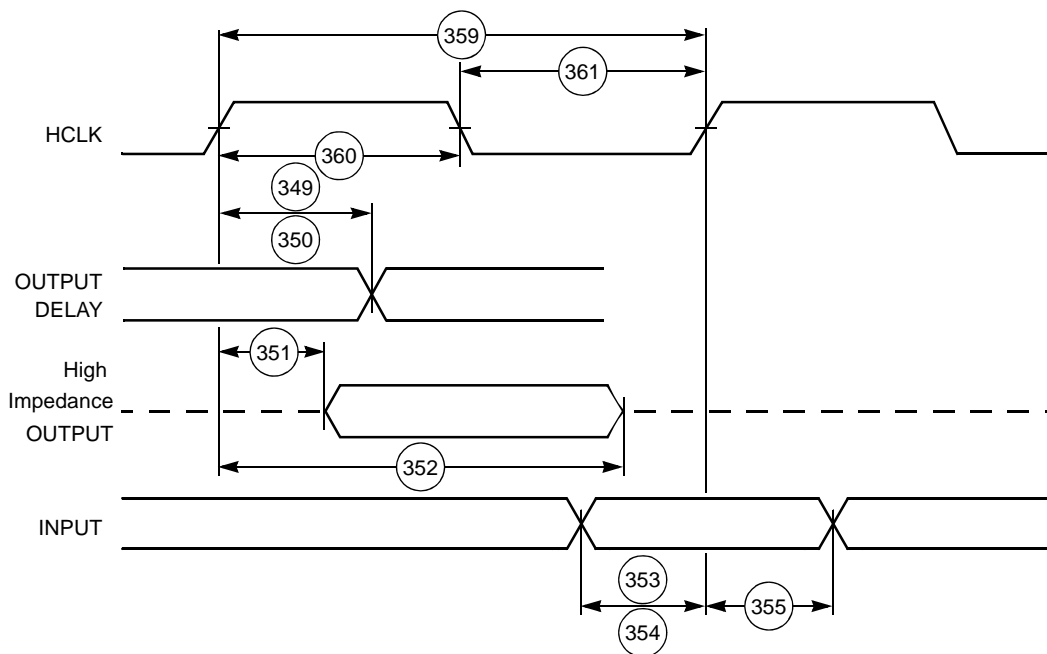 359
361
HCLK
360
349
350
OUTPUT
DELAY
351
High
Impedance
OUTPUT
352
INPUT
353
354
355